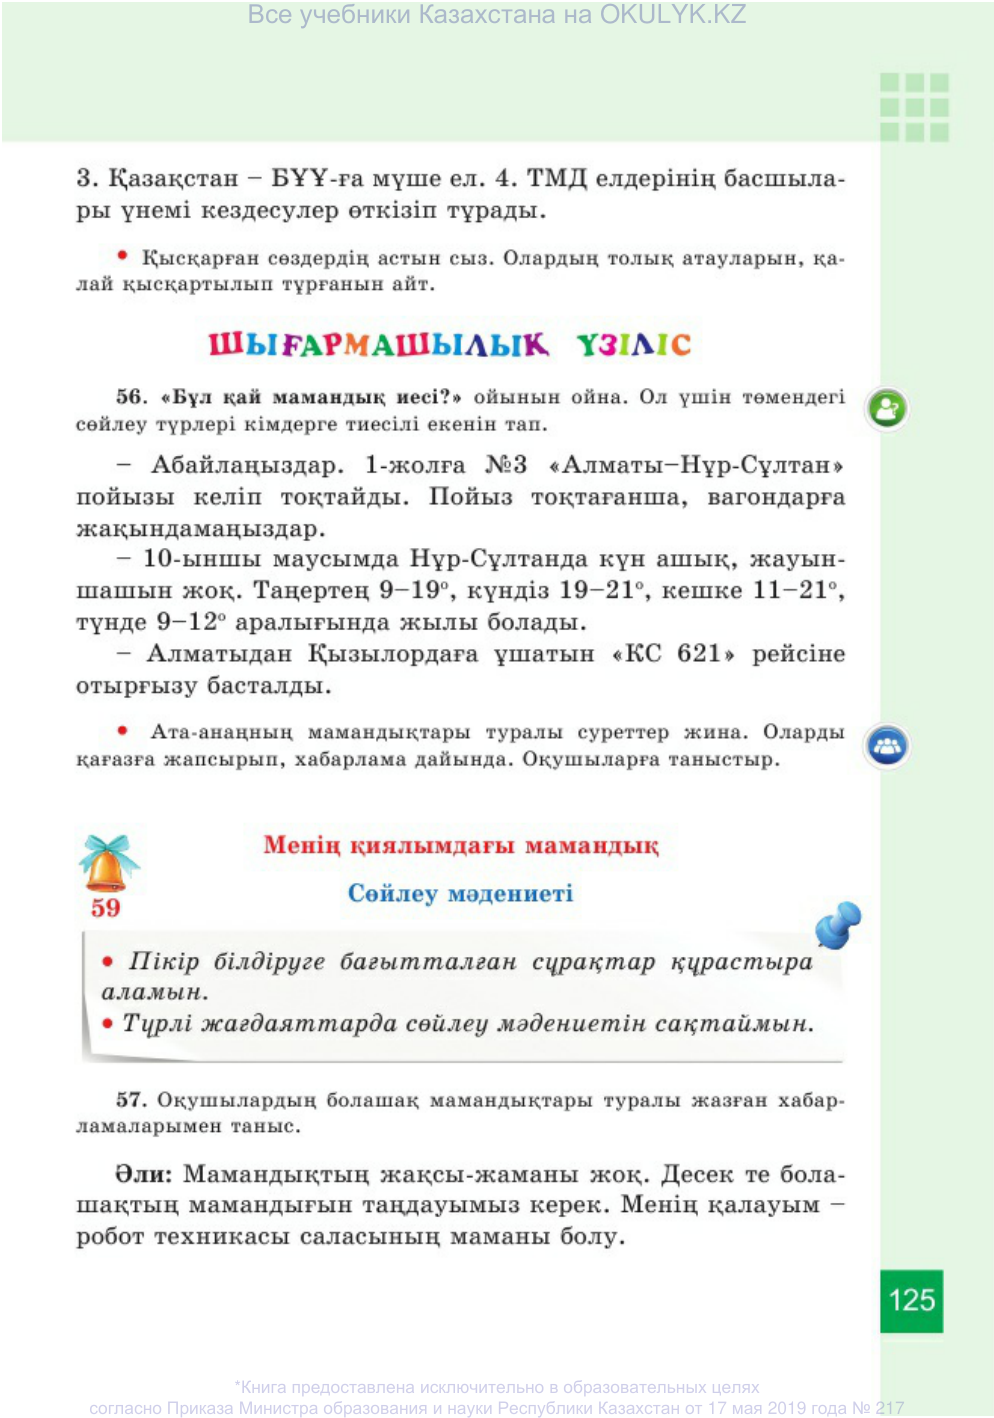 Все учебники Казахстана на OKULYK.KZ
3. Қазақстан – БҰҰ-ға мүше ел. 4. ТМД елдерінің басшыла-
ры үнемі кездесулер өткізіп тұрады.
• Қысқарған сөздердің астын сыз. Олардың толық атауларын, қа-
лай қысқартылып тұрғанын айт.
ШЫҒАРМАШЫЛЫҚ ҮЗІЛІС
56. «Бұл қай мамандық иесі?» ойынын ойна. Ол үшін төмендегі
сөйлеу түрлері кімдерге тиесілі екенін тап.
– Абайлаңыздар. 1-жолға №3 «Алматы–Нұр-Сұлтан»
пойызы келіп тоқтайды. Пойыз тоқтағанша, вагондарға
жақындамаңыздар.
– 10-ыншы маусымда Нұр-Сұлтанда күн ашық, жауын-
шашын жоқ. Таңертең 9–19°, күндіз 19–21°, кешке 11–21°,
түнде 9–12° аралығында жылы болады.
– Алматыдан Қызылордаға ұшатын «КС 621» рейсіне
отырғызу басталды.
• Ата-анаңның мамандықтары туралы суреттер жина. Оларды
қағазға жапсырып, хабарлама дайында. Оқушыларға таныстыр.
Менің қиялымдағы мамандық
Сөйлеу мәдениеті
59
• Пікір білдіруге бағытталған сұрақтар құрастыра
аламын.
• Түрлі жағдаяттарда сөйлеу мәдениетін сақтаймын.
57. Оқушылардың болашақ мамандықтары туралы жазған хабар-
ламаларымен таныс.
Әли: Мамандықтың жақсы-жаманы жоқ. Десек те бола-
шақтың мамандығын таңдауымыз керек. Менің қалауым –
робот техникасы саласының маманы болу.
125
*Книга предоставлена исключительно в образовательных целях
согласно Приказа Министра образования и науки Республики Казахстан от 17 мая 2019 года № 217